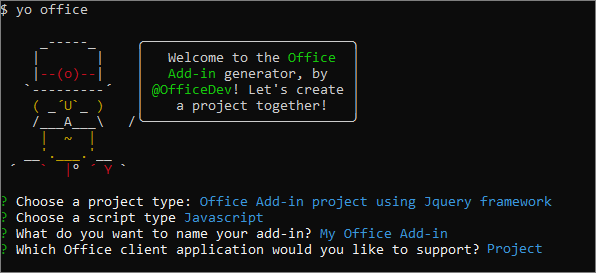 $ yo office
Welcome to the Office
Add-in generator, by
@OfficeDev! Let's create
a project together!
? Choose a project type: Office Add-in project using Jquery framework
? Choose a script type Javascript
? What do you want to name your add-in? My Office Add-in
? Which Office client application would you like to support? Project